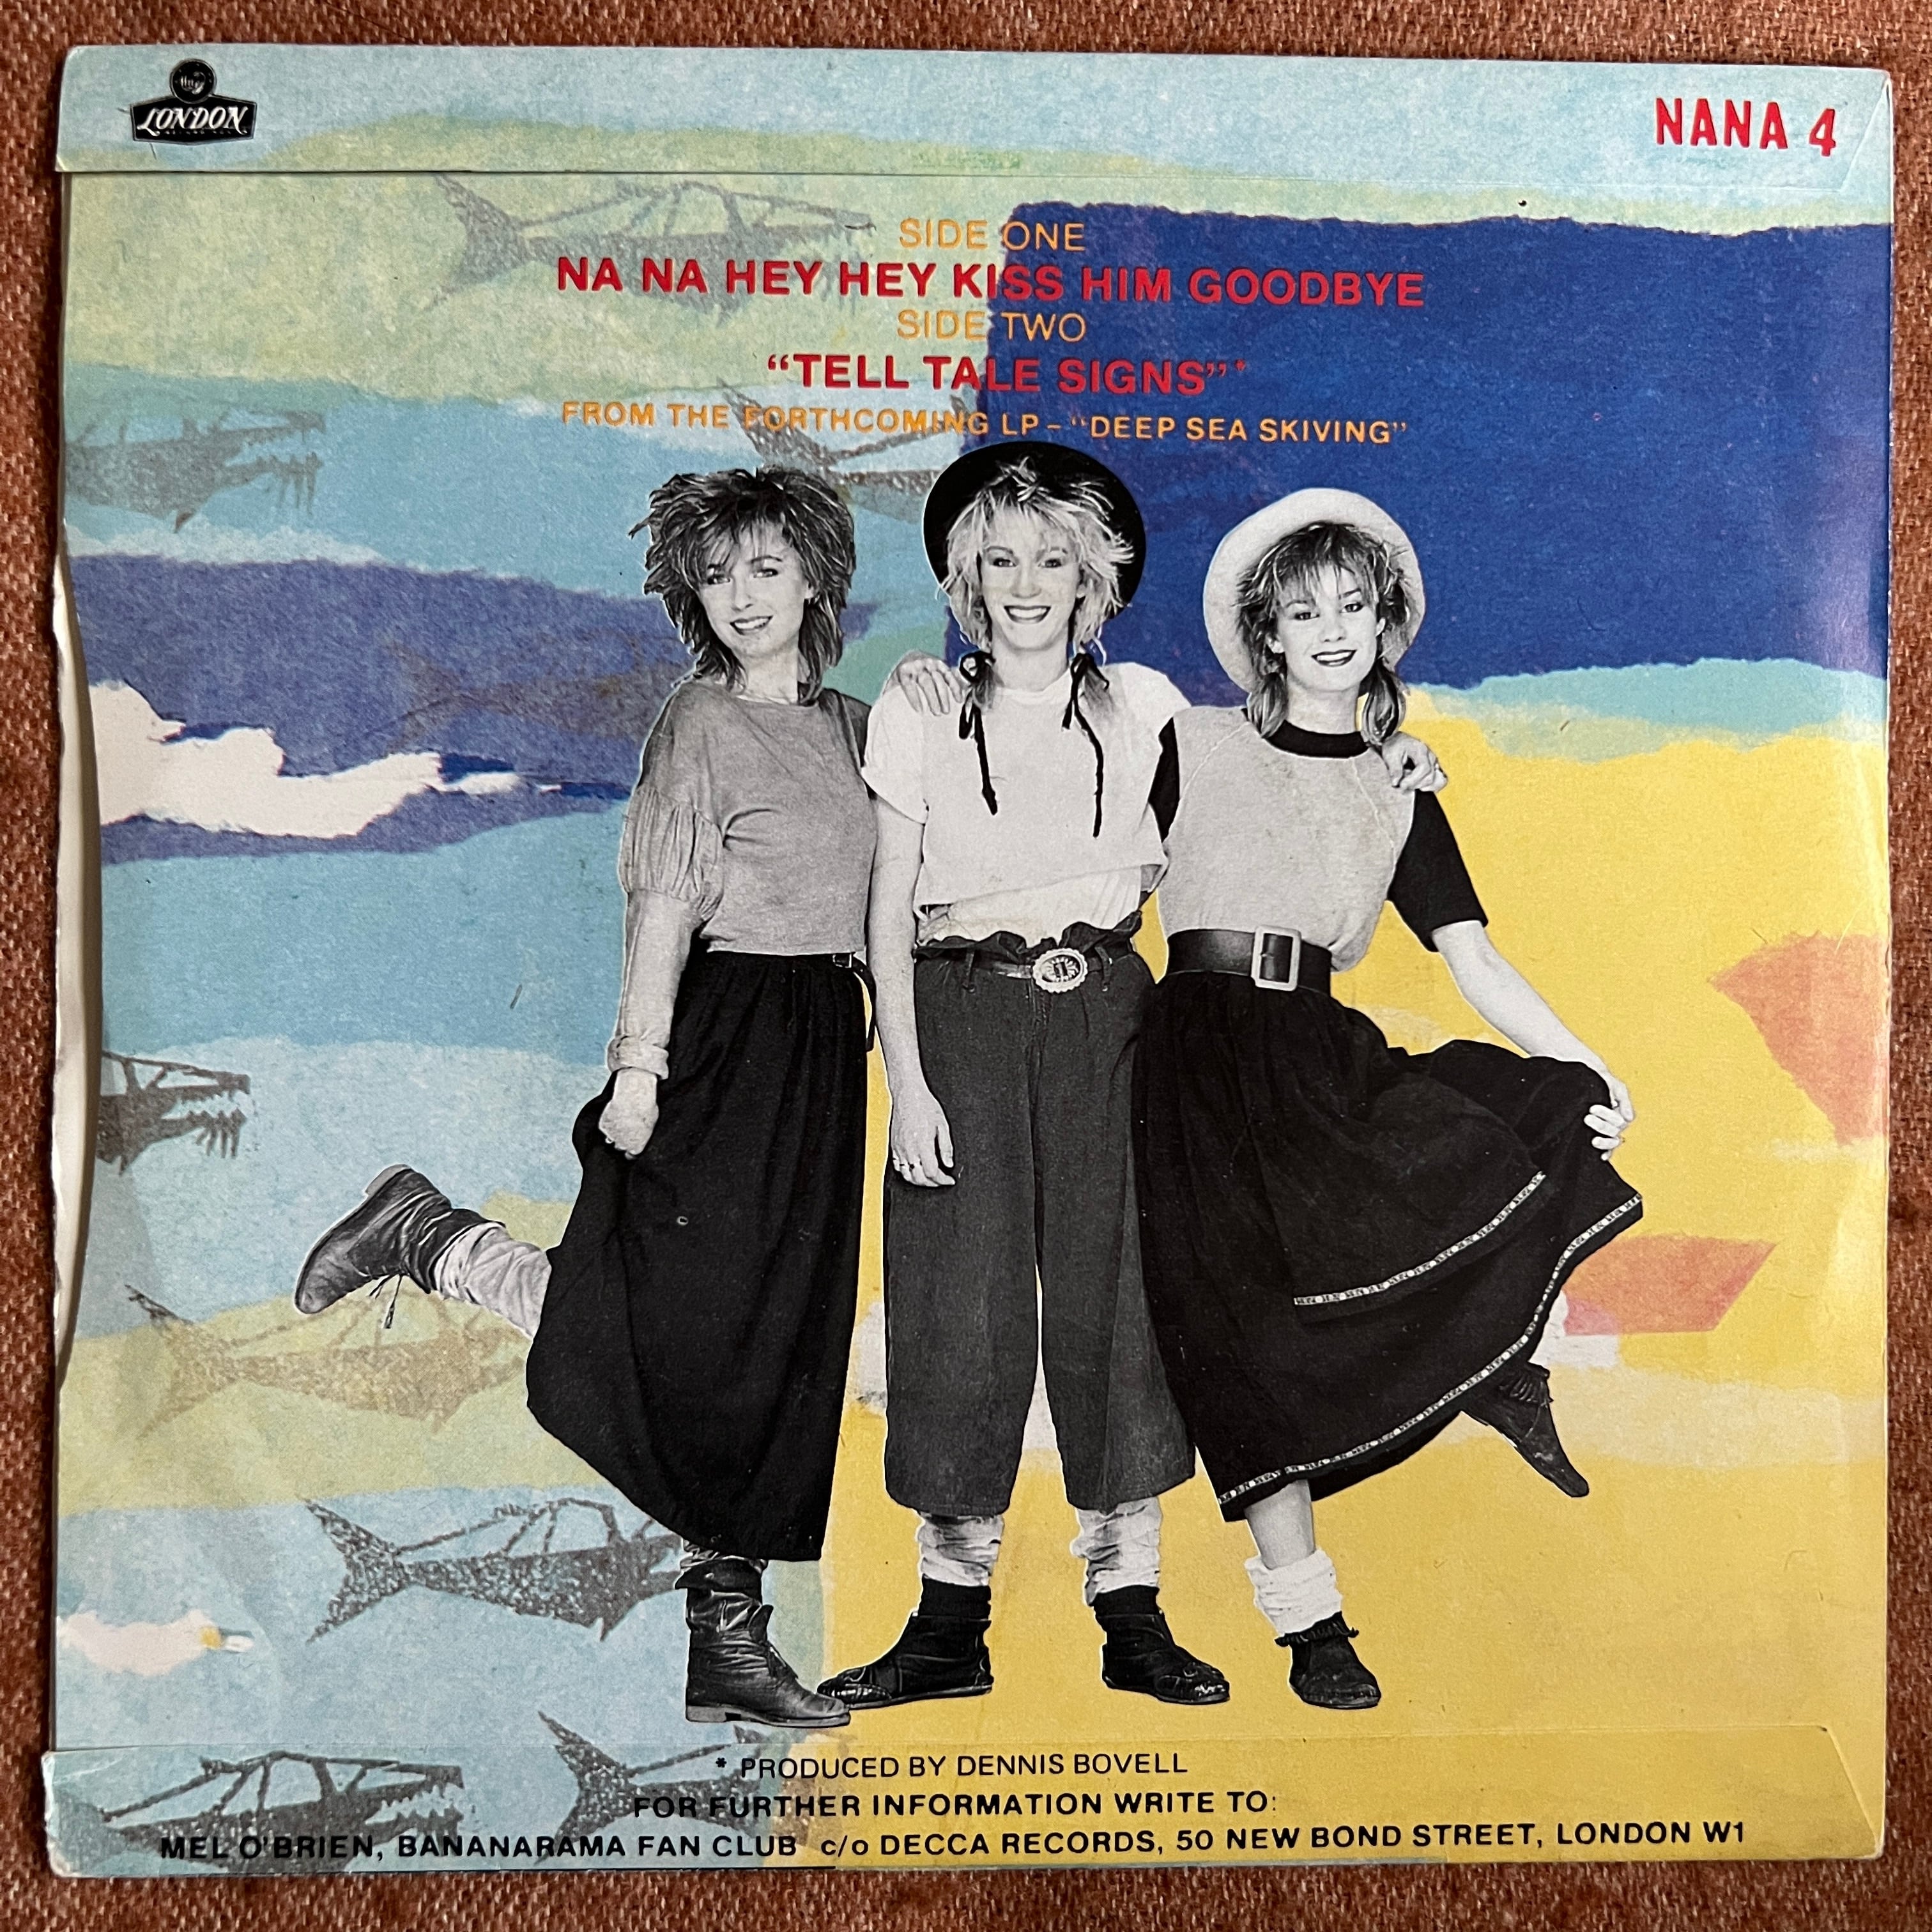 LONDON
NANA 4
SIDE ONE
NA NA HEY HEY KISS HIM GOODBYE
SIDE TWO
“TELL TALE SIGNS”*
FROM THE FORTHCOMING LP – “DEEP SEA SKIVING”
* PRODUCED BY DENNIS BOVELL
FOR FURTHER INFORMATION WRITE TO:
MEL O'BRIEN, BANANARAMA FAN CLUB c/o DECCA RECORDS, 50 NEW BOND STREET, LONDON W1